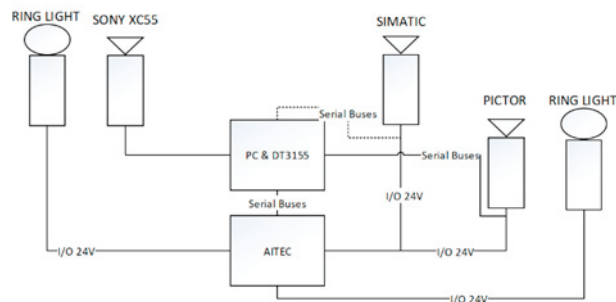 RING LIGHT
SONY XC55
SIMATIC
PICTOR
RING LIGHT
Serial Buses
PC & DT3155
Serial Buses
I/O 24V
Serial Buses
AITEC
I/O 24V
I/O 24V
I/O 24V